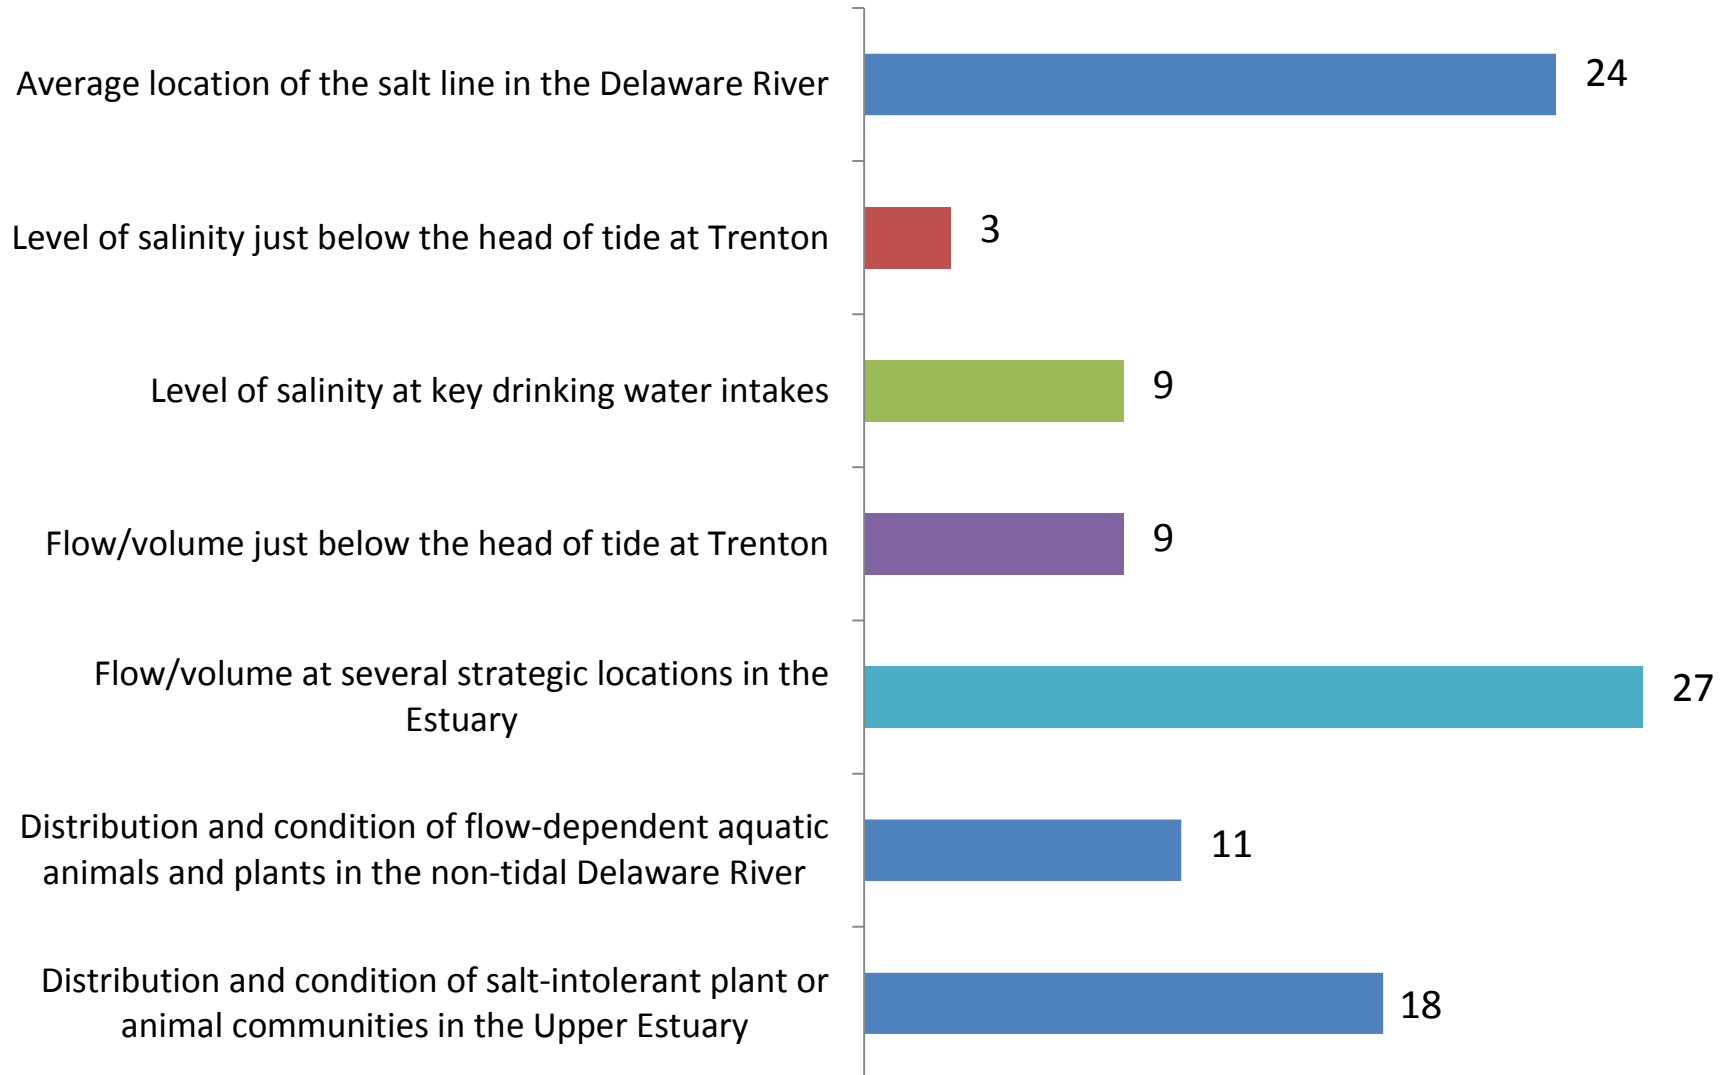 Average location of the salt line in the Delaware River
24
Level of salinity just below the head of tide at Trenton
3
Level of salinity at key drinking water intakes
9
Flow/volume just below the head of tide at Trenton
9
Flow/volume at several strategic locations in the
Estuary
27
Distribution and condition of flow-dependent aquatic
animals and plants in the non-tidal Delaware River
11
Distribution and condition of salt-intolerant plant or
animal communities in the Upper Estuary
18